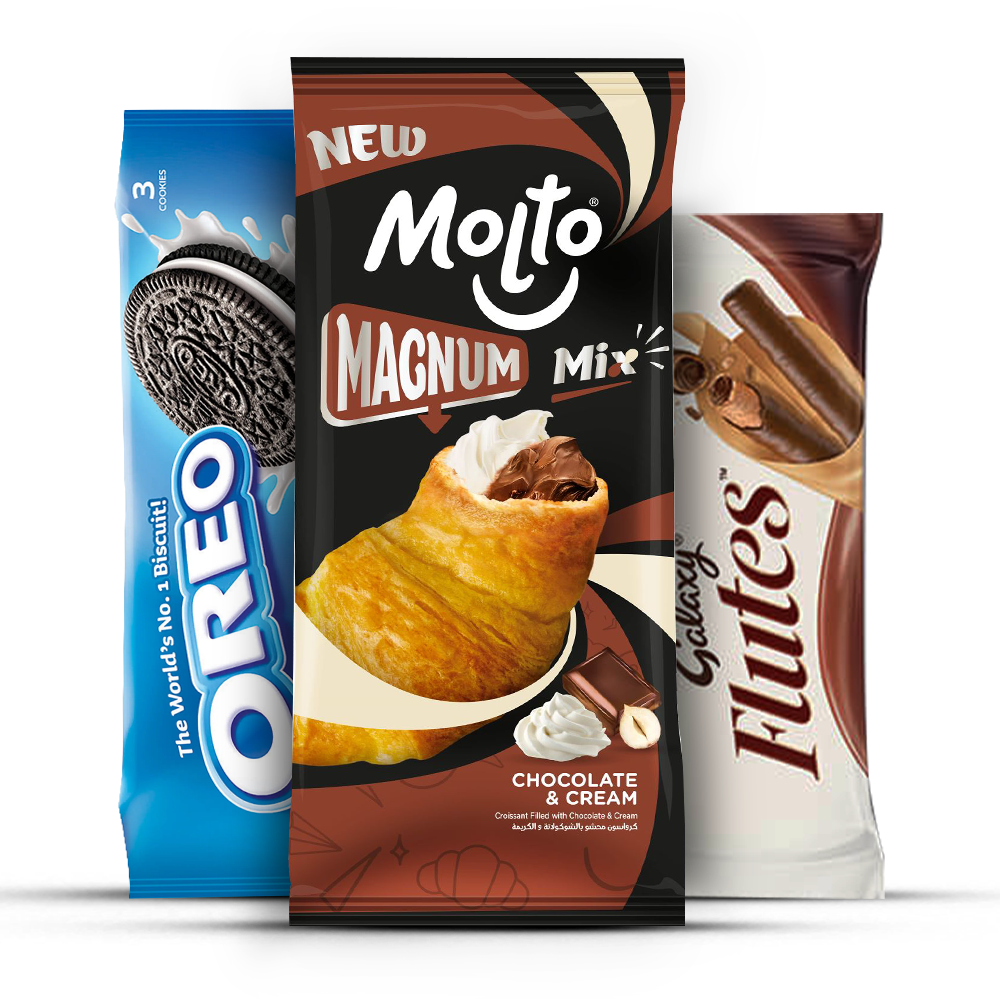 3
COOKIES
The World's No. 1 Biscuit!
OREO
NEW
Molto®
MAGNUM
Mix
CHOCOLATE
& CREAM
Croissant Filled with Chocolate & Cream
كرواسون محشو بالشوكولاتة و الكريمة
Galaxy®
Flutes™